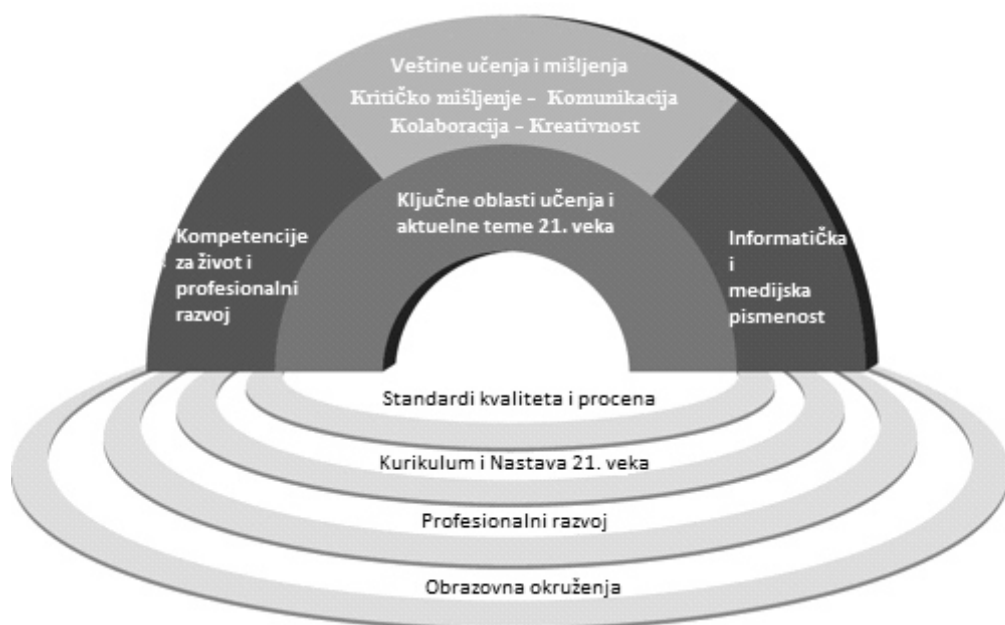 Veštine učenja i mišljenja
KritiČko mišljenje – Komunikacija
Kolaboracija – Kreativnost
KljuČne oblasti učenja i
aktuelne teme 21. veka
Kompetencije
za život i
profesionalni
razvoj
InformatiČka
i
medijska
pismenost
Standardi kvaliteta i procena
Kurikulum i Nastava 21. veka
Profesionalni razvoj
Obrazovna okruženja